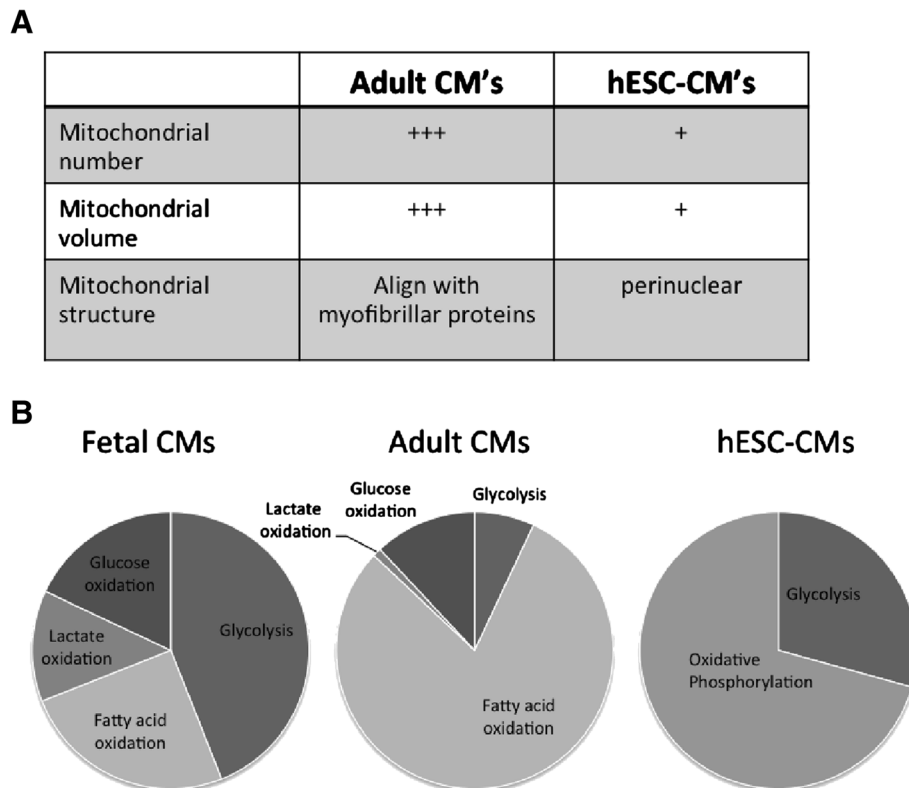 A
Adult CM's
hESC-CM's
Mitochondrial
number
+++
+
Mitochondrial
volume
+++
+
Mitochondrial
structure
Align with
myofibrillar proteins
perinuclear
B
Fetal CMs
Adult CMs
hESC-CMs
Glucose
oxidation
Lactate
oxidation
Glycolysis
Fatty acid
oxidation
Lactate
oxidation
Glucose
oxidation
Glycolysis
Fatty acid
oxidation
Glycolysis
Oxidative
Phosphorylation